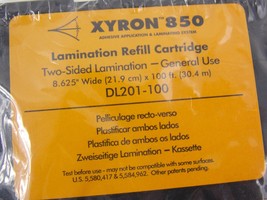 XYRON™ 850
ADHESIVE APPLICATION & LAMINATING SYSTEM
Lamination Refill Cartridge
Two-Sided Lamination — General Use
8.625" Wide (21.9 cm) x 100 ft. (30.4 m)
DL201-100
Pelliculage recto-verso
Plastificar ambos lados
Plastifica de ambos os lados
Zweiseitige Lamination – Kassette
Test before use - may not be compatible with some surfaces.
U.S. 5,580,417 & 5,584,962. Other patents pending.